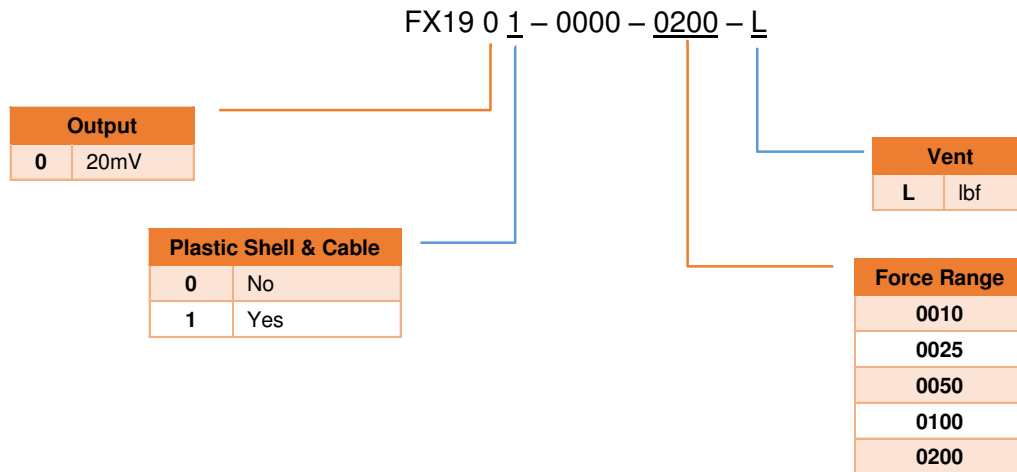 FX19 0 1 – 0000 – 0200 – L
Output
0 20mV
Plastic Shell & Cable
0 No
1 Yes
Vent
L lbf
Force Range
0010
0025
0050
0100
0200